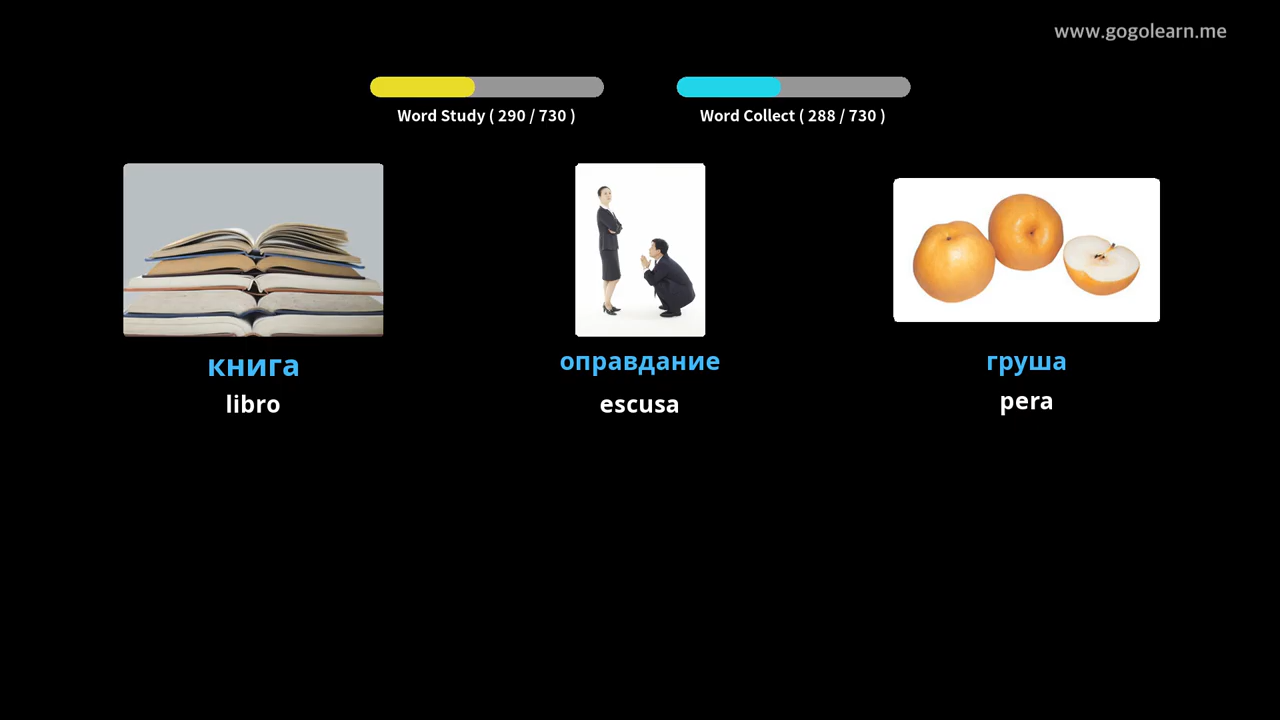 www.gogolearn.me
Word Study ( 290 / 730 )
Word Collect ( 288 / 730 )
книга
libro
оправдание
escusa
груша
pera